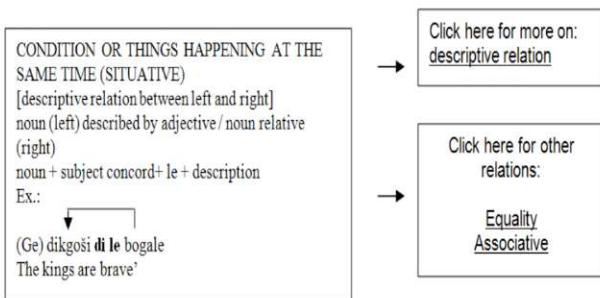 CONDITION OR THINGS HAPPENING AT THE
SAME TIME (SITUATIVE)
[descriptive relation between left and right]
noun (left) described by adjective / noun relative
(right)
noun + subject concord+ le + description
Ex.:
(Ge) dikgoši di le bogale
The kings are brave’
Click here for more on:
descriptive relation
Click here for other
relations:
Equality
Associative